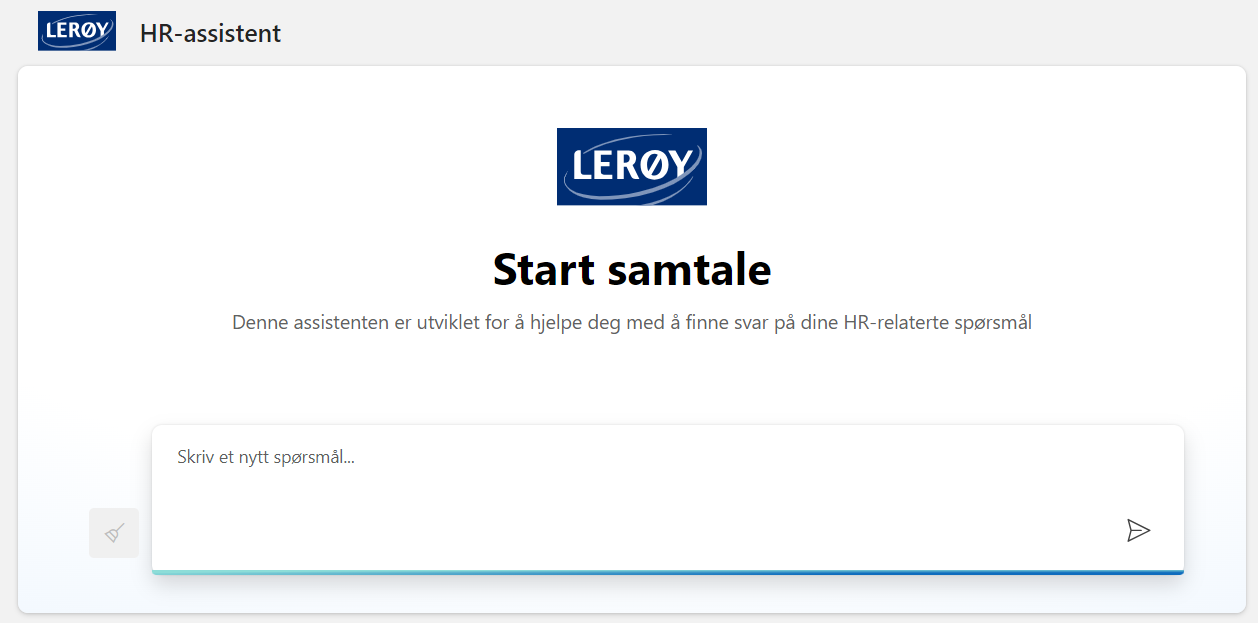 LERØY
HR-assistent
LERØY
Start samtale
Denne assistenten er utviklet for å hjelpe deg med å finne svar på dine HR-relaterte spørsmål
Skriv et nytt spørsmål...